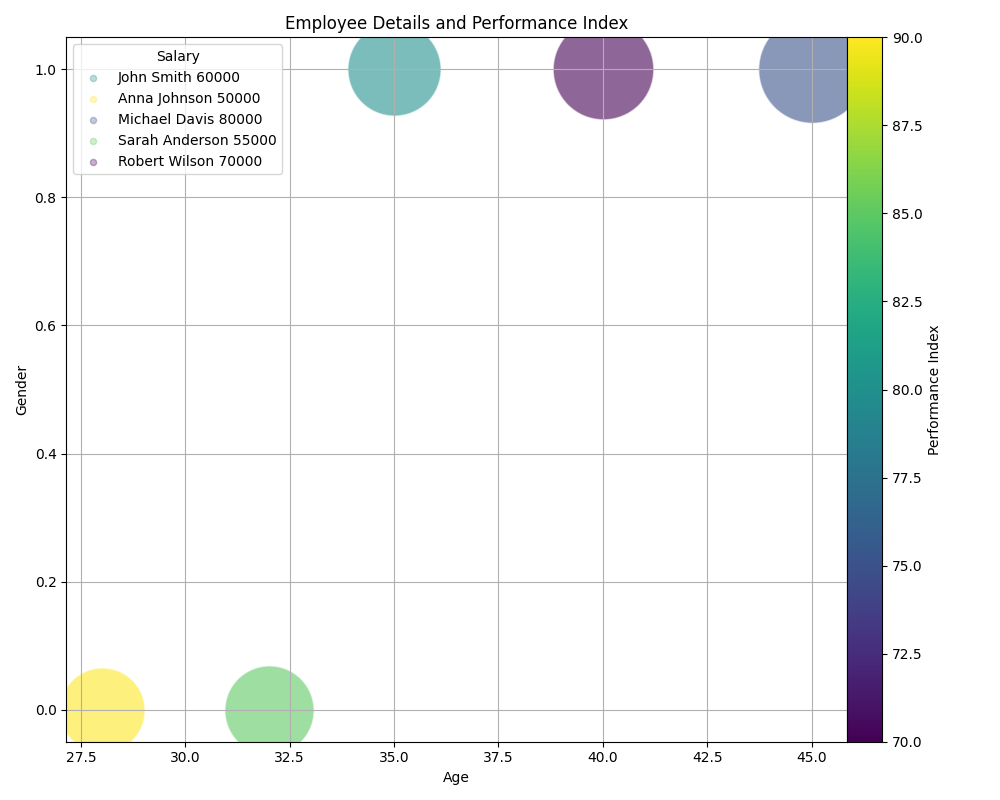 Employee Details and Performance Index
Salary
John Smith 60000
Anna Johnson 50000
Michael Davis 80000
Sarah Anderson 55000
Robert Wilson 70000
1.0
0.8
0.6
0.4
0.2
0.0
Gender
27.5 30.0 32.5 35.0 37.5 40.0 42.5 45.0
Age
90.0
87.5
85.0
82.5
80.0
77.5
75.0
72.5
70.0
Performance Index